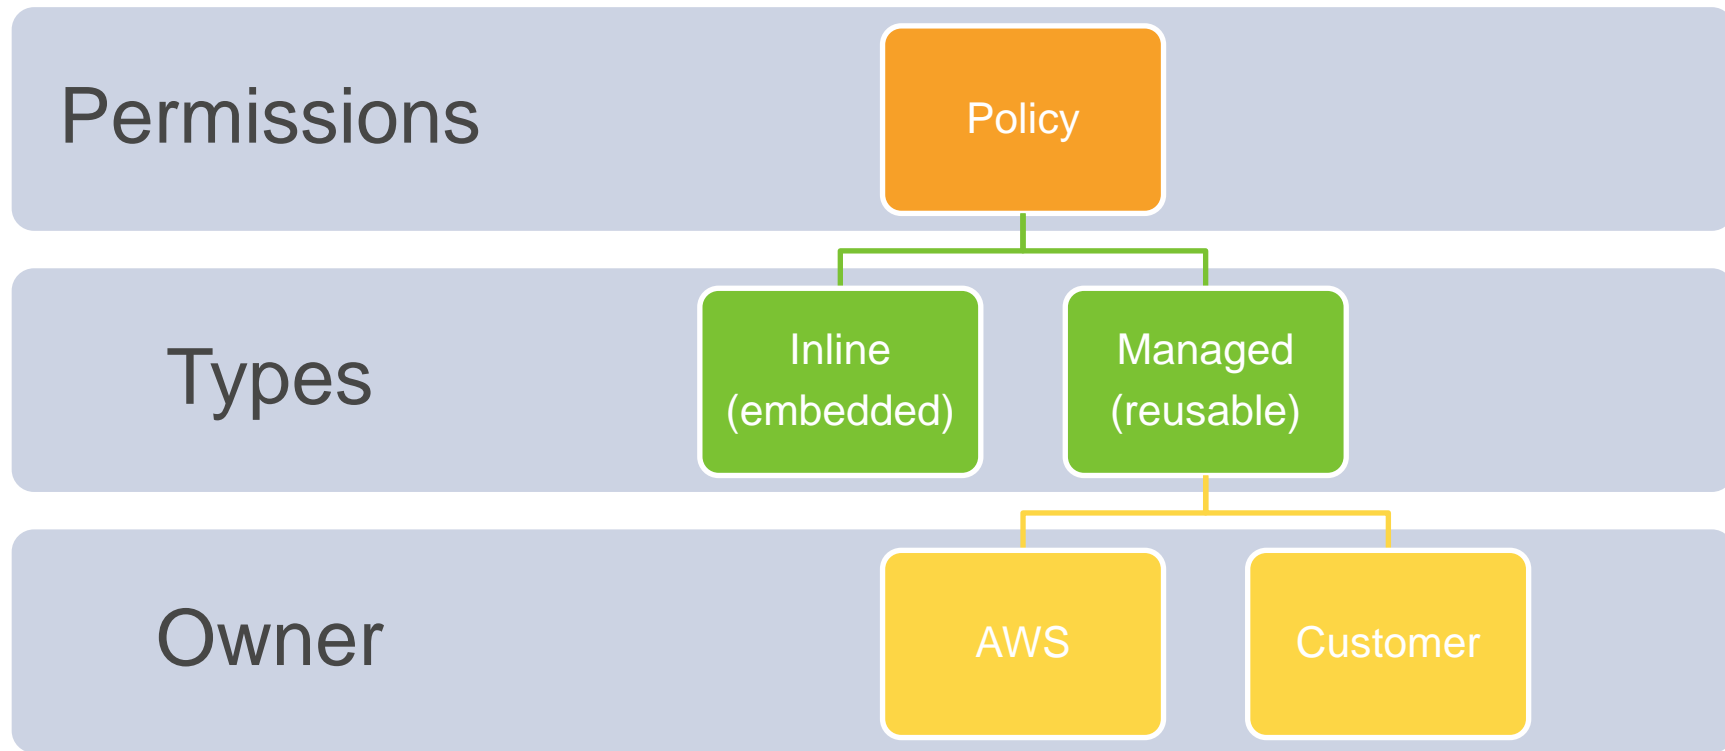 Permissions
Policy
Types
Inline
(embedded)
Managed
(reusable)
Owner
AWS
Customer